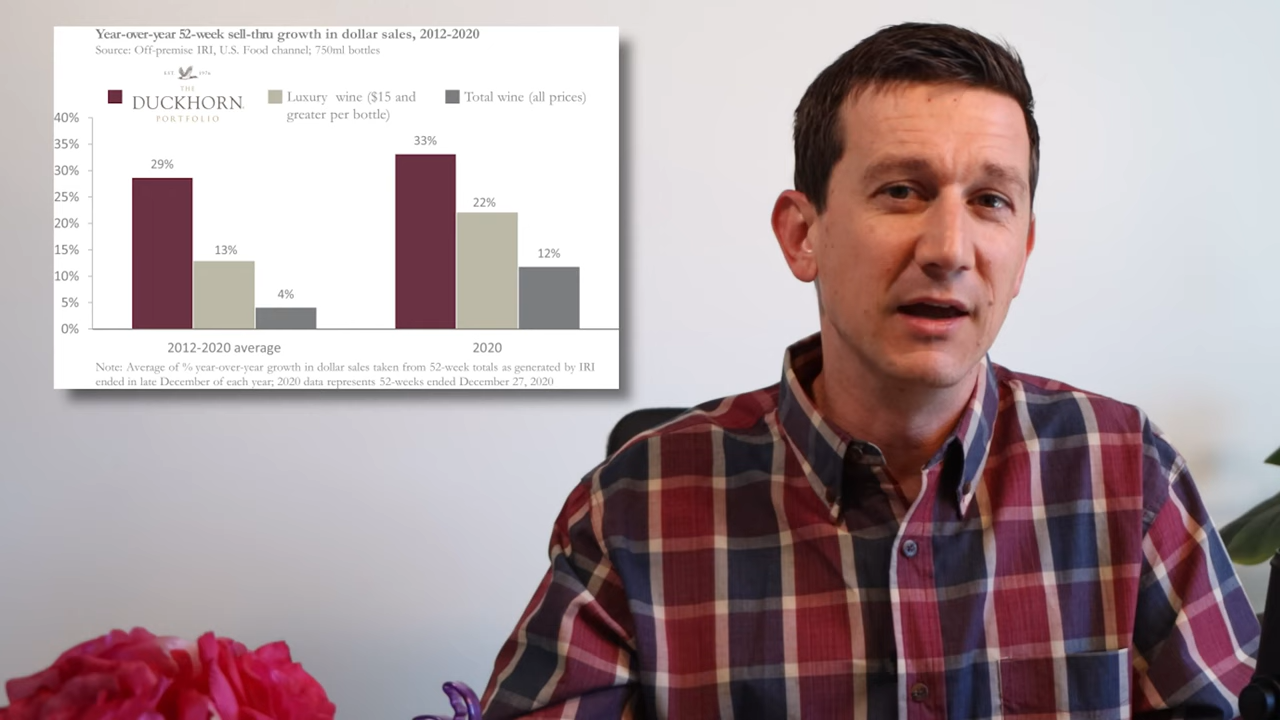 Year-over-year 52-week sell-thru growth in dollar sales, 2012-2020
Source: Off-premise IRI, U.S. Food channel; 750ml bottles
EST 1976
THE
DUCKHORN
PORTFOLIO
Luxury wine ($15 and
greater per bottle)
Total wine (all prices)
40%
35%
30%
25%
20%
15%
10%
5%
0%
29%
13%
4%
33%
22%
12%
2012-2020 average
2020
Note: Average of % year-over-year growth in dollar sales taken from 52-week totals as generated by IRI
ended in late December of each year; 2020 data represents 52-weeks ended December 27, 2020